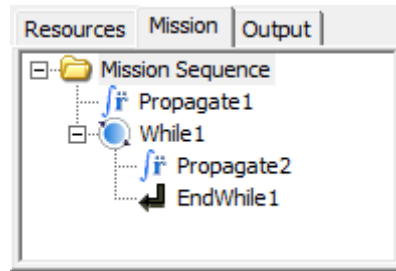 Resources Mission Output
Mission Sequence
Propagate1
While1
Propagate2
EndWhile1